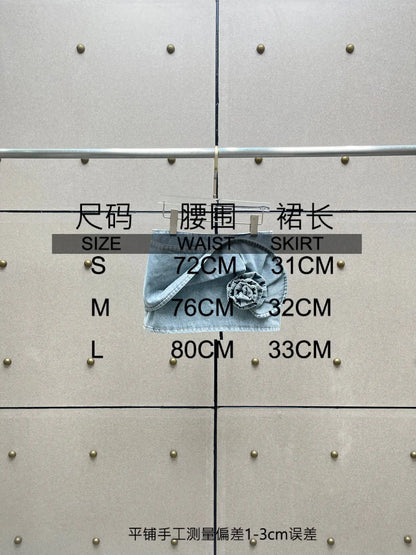 尺码 腰围 裙长
SIZE WAIST SKIRT
S 72CM 31CM
M 76CM 32CM
L 80CM 33CM
平铺手工测量偏差1-3cm误差